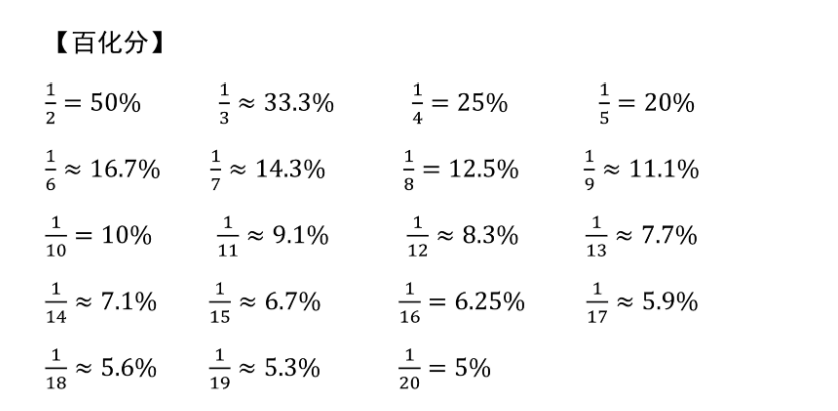 【百化分】
1/2 = 50% 1/3 ≈ 33.3% 1/4 = 25% 1/5 = 20%
1/6 ≈ 16.7% 1/7 ≈ 14.3% 1/8 = 12.5% 1/9 ≈ 11.1%
1/10 = 10% 1/11 ≈ 9.1% 1/12 ≈ 8.3% 1/13 ≈ 7.7%
1/14 ≈ 7.1% 1/15 ≈ 6.7% 1/16 = 6.25% 1/17 ≈ 5.9%
1/18 ≈ 5.6% 1/19 ≈ 5.3% 1/20 = 5%